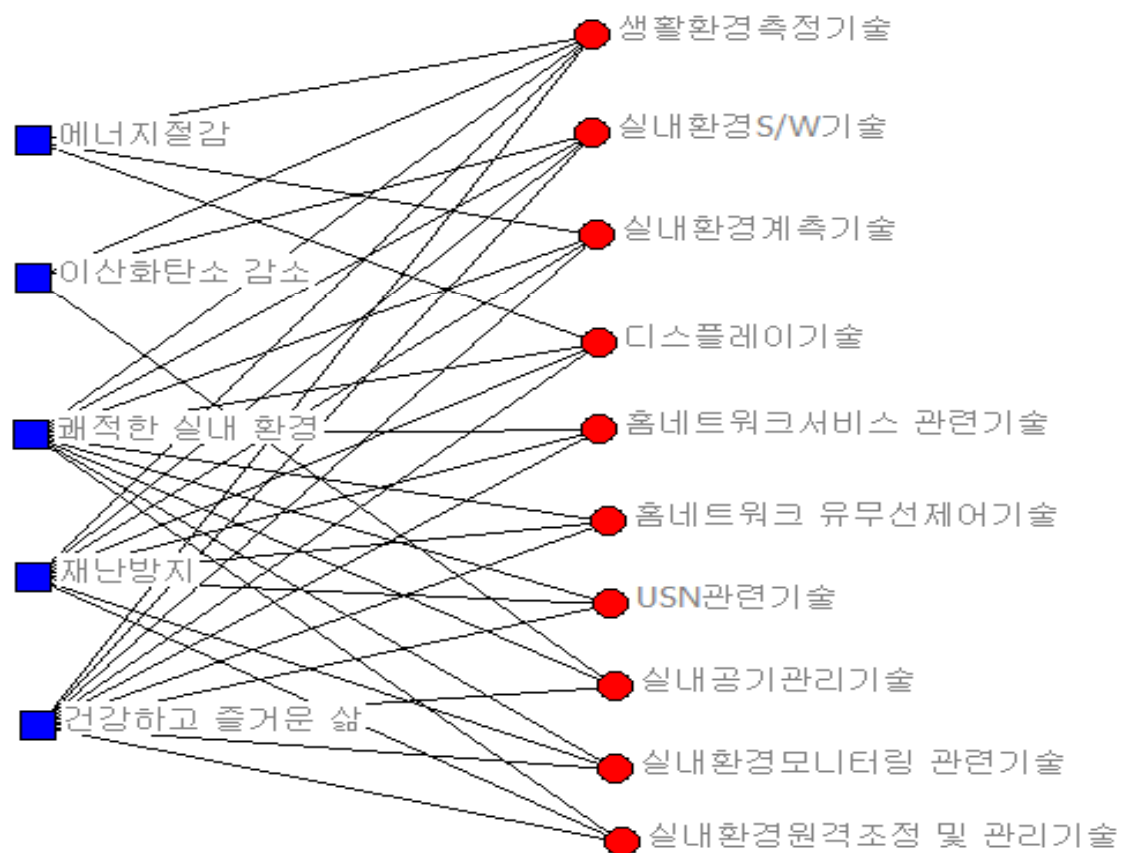 생활환경측정기술
에너지절감
실내환경S/W기술
실내환경계측기술
이산화탄소 감소
디스플레이기술
쾌적한 실내 환경
홈네트워크서비스 관련기술
홈네트워크 유무선제어기술
재난방지
USN관련기술
실내공기관리기술
건강하고 즐거운 삶
실내환경모니터링 관련기술
실내환경원격조정 및 관리기술